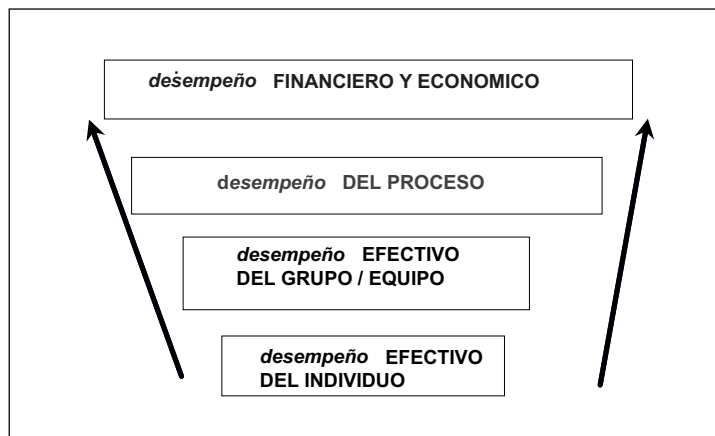 desempeño FINANCIERO Y ECONOMICO
desempeño DEL PROCESO
desempeño EFECTIVO
DEL GRUPO / EQUIPO
desempeño EFECTIVO
DEL INDIVIDUO